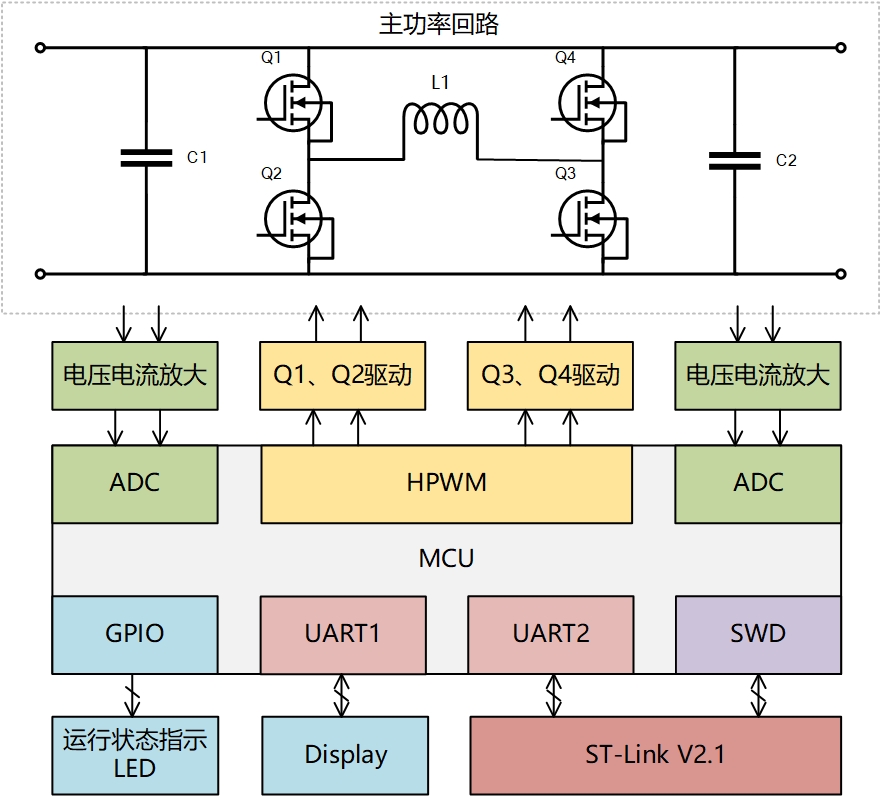 主功率回路
Q1
Q4
L1
C1
C2
Q2
Q3
电压电流放大
Q1、Q2驱动
Q3、Q4驱动
电压电流放大
ADC
HPWM
ADC
MCU
GPIO
UART1
UART2
SWD
运行状态指示
LED
Display
ST-Link V2.1